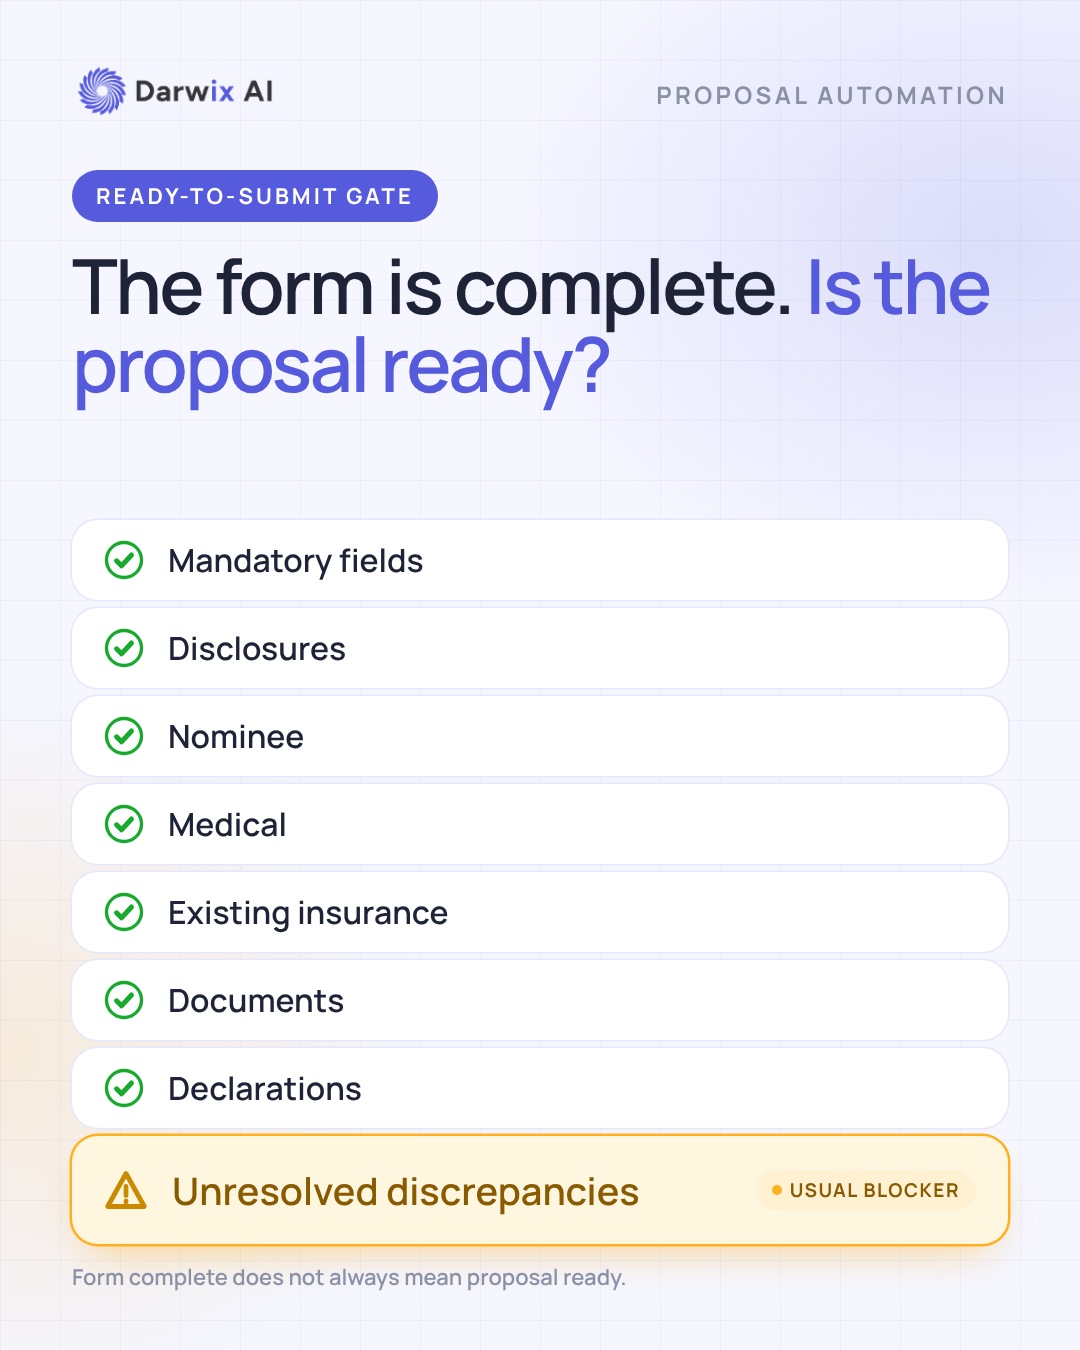 Darwix AI
PROPOSAL AUTOMATION
READY-TO-SUBMIT GATE
The form is complete. Is the
proposal ready?
Mandatory fields
Disclosures
Nominee
Medical
Existing insurance
Documents
Declarations
Unresolved discrepancies
USUAL BLOCKER
Form complete does not always mean proposal ready.